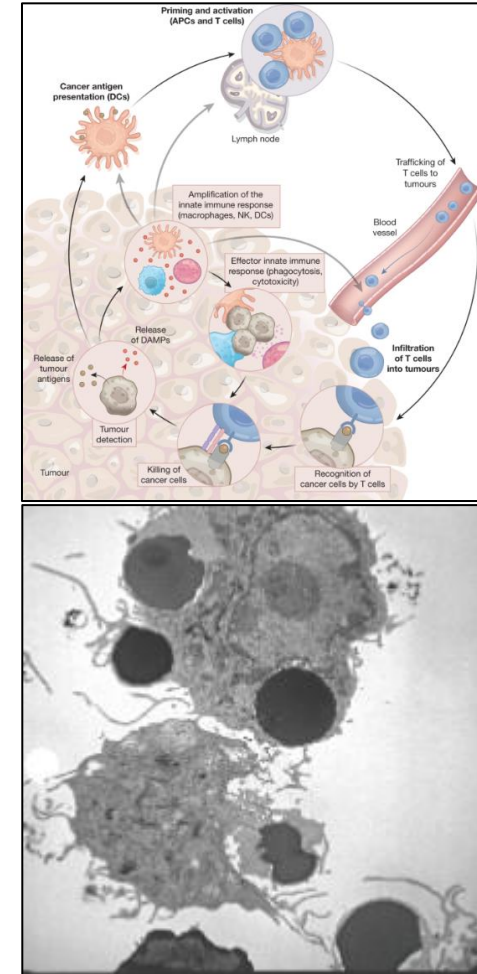 Priming and activation
(APCs and T cells)
Cancer antigen
presentation (DCs)
Lymph node
Trafficking of
T cells to
tumours
Amplification of the
innate immune response
(macrophages, NK, DCs)
Blood
vessel
Effector innate immune
response (phagocytosis,
cytotoxicity)
Release
of DAMPs
Release of
tumour
antigens
Infiltration
of T cells
into tumours
Tumour
detection
Tumour
Killing of
cancer cells
Recognition of
cancer cells by T cells